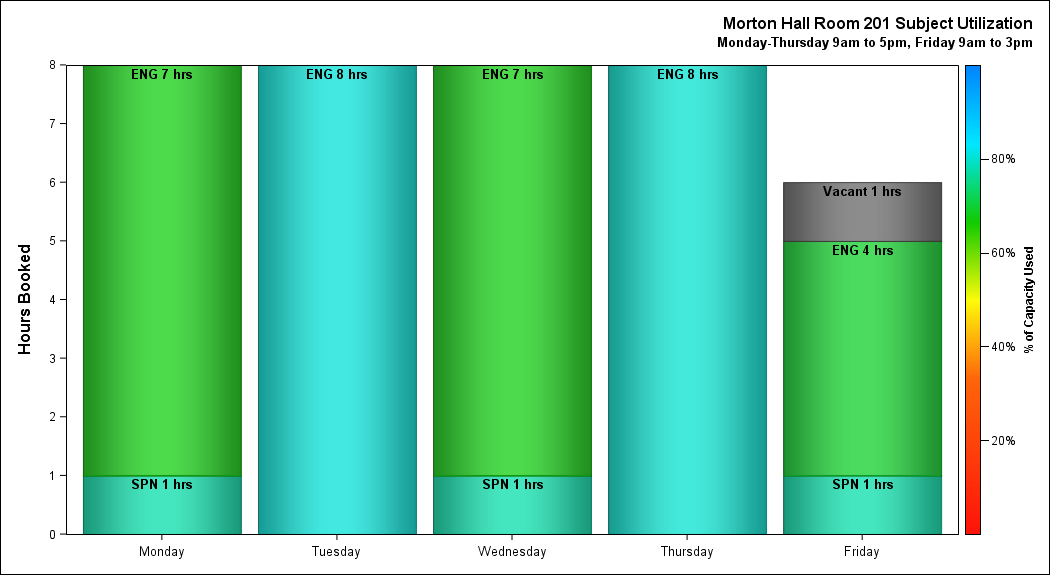 Morton Hall Room 201 Subject Utilization
Monday-Thursday 9am to 5pm, Friday 9am to 3pm
Hours Booked
8
7
6
5
4
3
2
1
0
ENG 7 hrs
SPN 1 hrs
ENG 8 hrs
ENG 7 hrs
SPN 1 hrs
ENG 8 hrs
Vacant 1 hrs
ENG 4 hrs
SPN 1 hrs
Monday
Tuesday
Wednesday
Thursday
Friday
80%
60%
40%
20%
% of Capacity Used